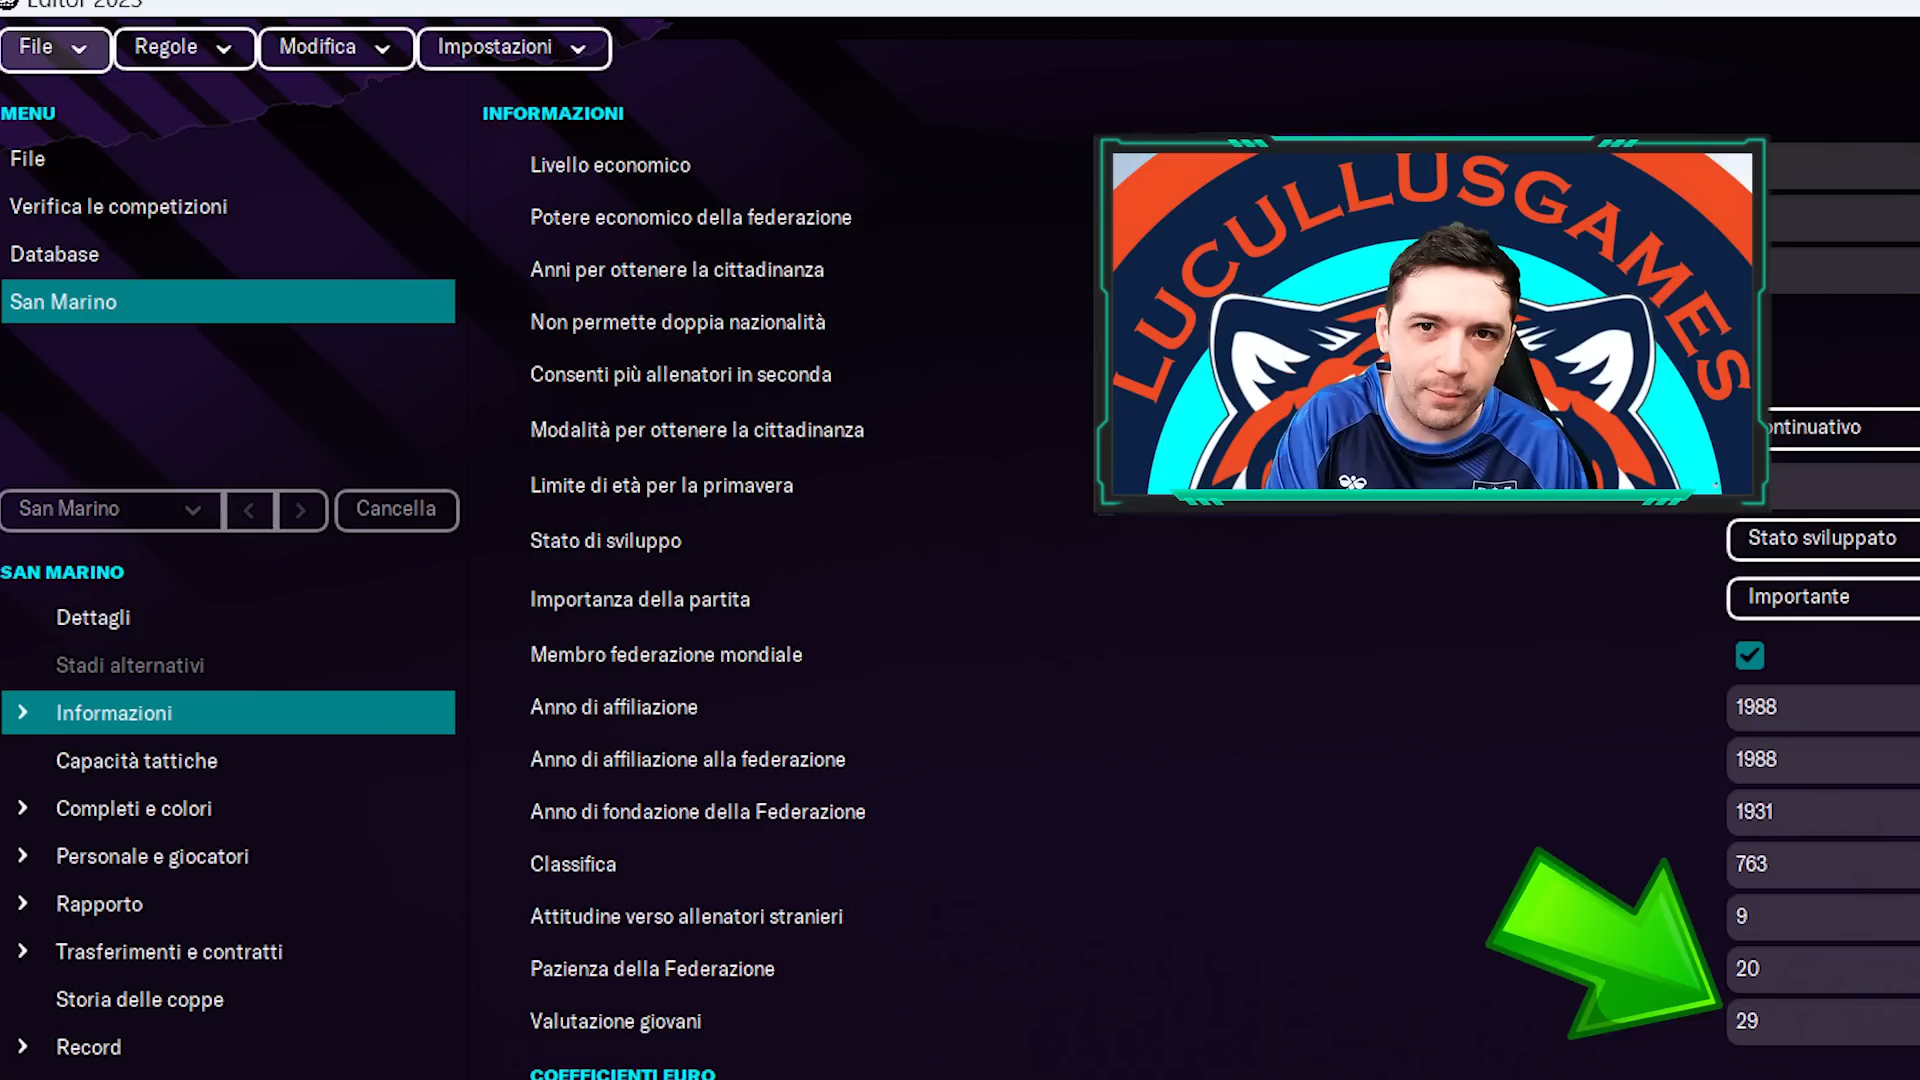 Editor 2023
File
Regole
Modifica
Impostazioni
MENU
File
Verifica le competizioni
Database
San Marino
San Marino
Cancella
SAN MARINO
Dettagli
Stadi alternativi
Informazioni
Capacità tattiche
Completi e colori
Personale e giocatori
Rapporto
Trasferimenti e contratti
Storia delle coppe
Record
INFORMAZIONI
Livello economico
Potere economico della federazione
Anni per ottenere la cittadinanza
Non permette doppia nazionalità
Consenti più allenatori in seconda
Modalità per ottenere la cittadinanza
ontinuativo
Limite di età per la primavera
Stato di sviluppo
Stato sviluppato
Importanza della partita
Importante
Membro federazione mondiale
Anno di affiliazione
1988
Anno di affiliazione alla federazione
1988
Anno di fondazione della Federazione
1931
Classifica
763
Attitudine verso allenatori stranieri
9
Pazienza della Federazione
20
Valutazione giovani
29
COEFFICIENTI EURO
LUCULLUSGAMES